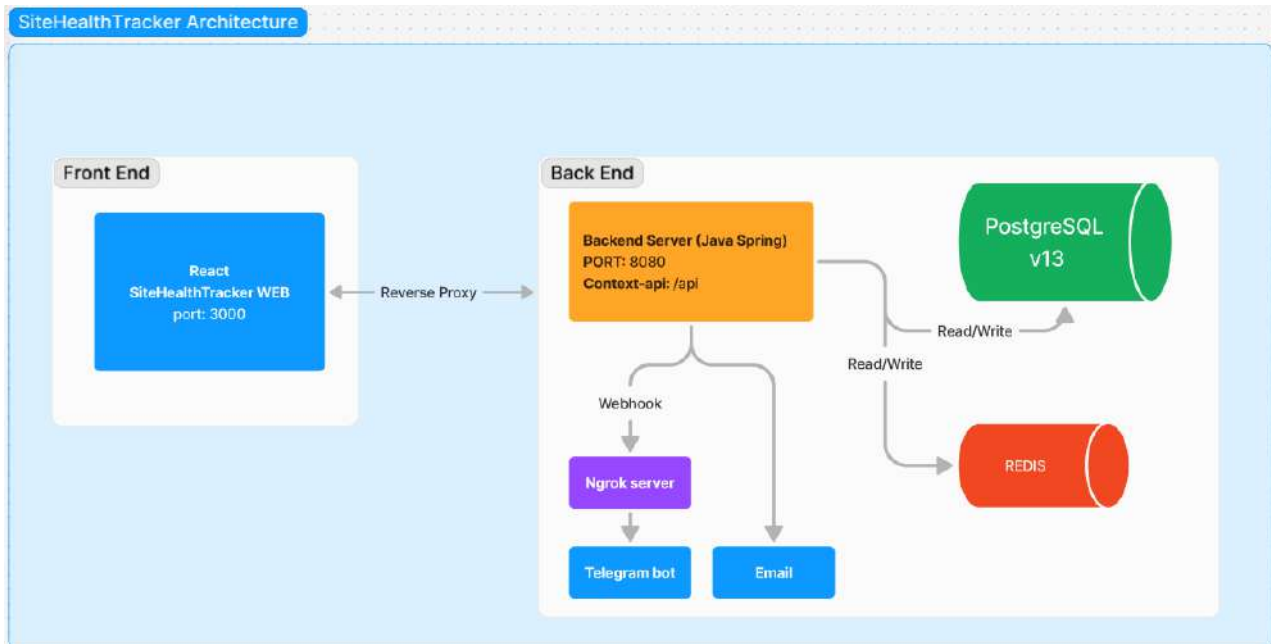 SiteHealthTracker Architecture
Front End
React
SiteHealthTracker WEB
port: 3000
Reverse Proxy
Back End
Backend Server (Java Spring)
PORT: 8080
Context-api: /api
PostgreSQL
v13
Read/Write
Read/Write
Webhook
Ngrok server
REDIS
Telegram bot
Email